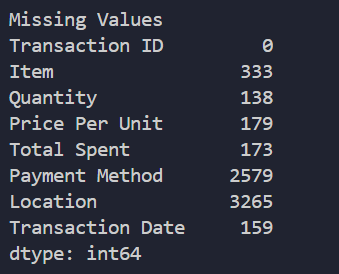 Missing Values
Transaction ID 0
Item 333
Quantity 138
Price Per Unit 179
Total Spent 173
Payment Method 2579
Location 3265
Transaction Date 159
dtype: int64